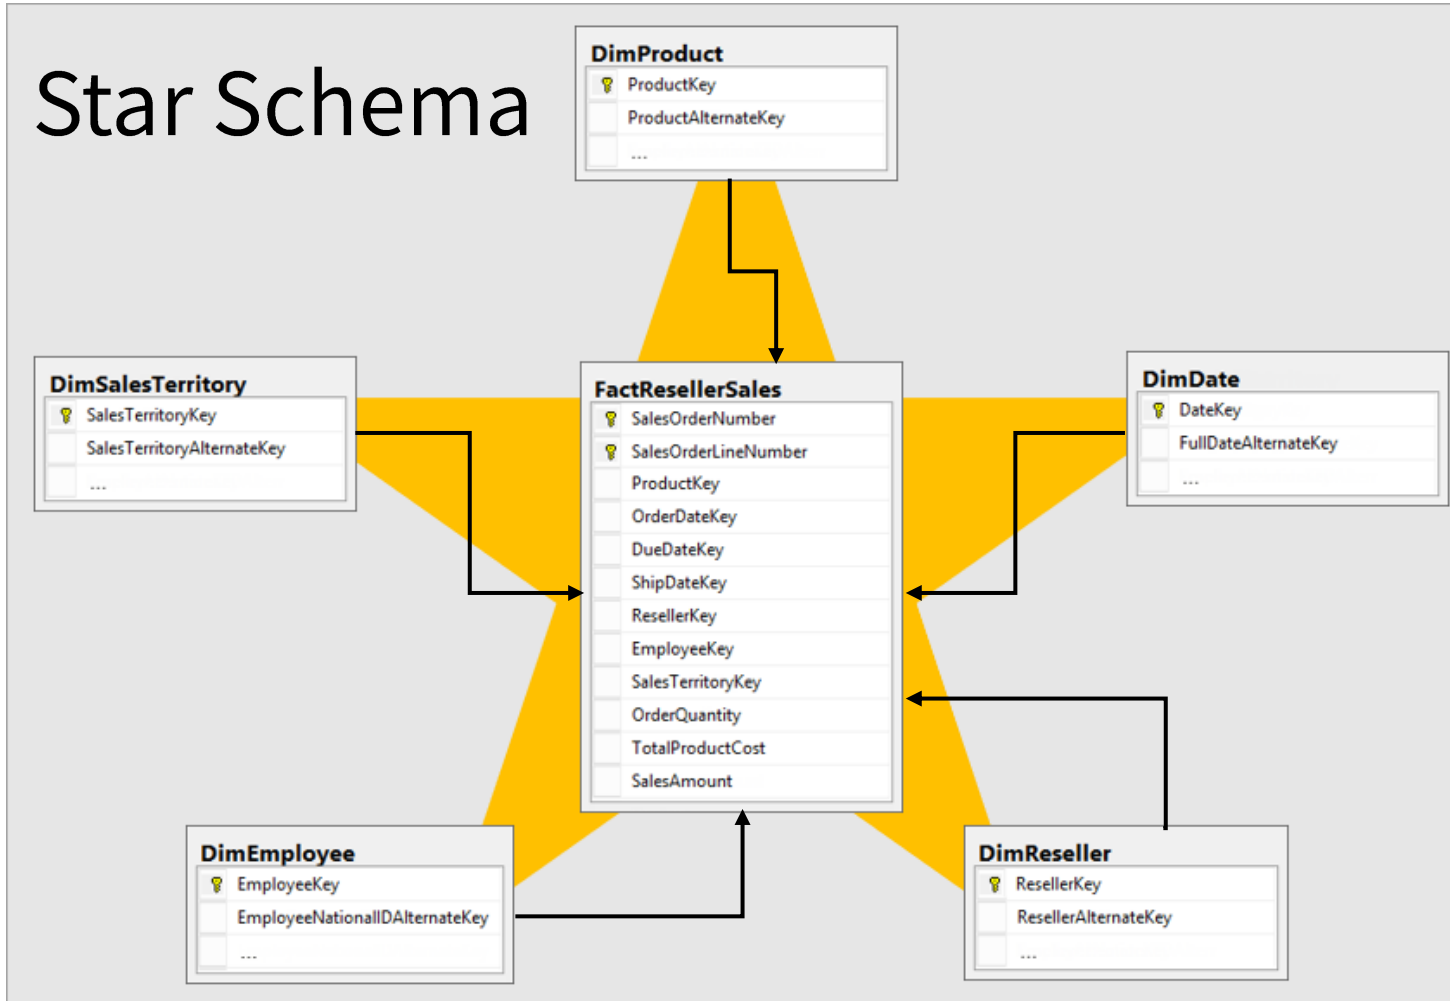 Star Schema
DimProduct
ProductKey
ProductAlternateKey
...
DimSalesTerritory
SalesTerritoryKey
SalesTerritoryAlternateKey
...
FactResellerSales
SalesOrderNumber
SalesOrderLineNumber
ProductKey
OrderDateKey
DueDateKey
ShipDateKey
ResellerKey
EmployeeKey
SalesTerritoryKey
OrderQuantity
TotalProductCost
SalesAmount
DimDate
DateKey
FullDateAlternateKey
...
DimEmployee
EmployeeKey
EmployeeNationalIDAlternateKey
...
DimReseller
ResellerKey
ResellerAlternateKey
...